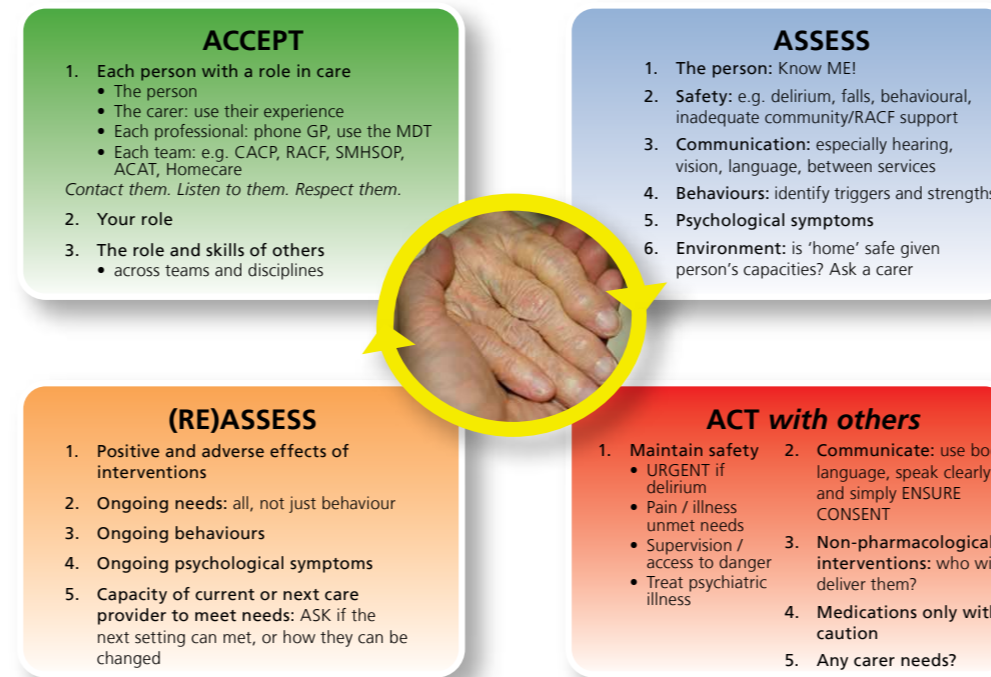 ACCEPT
1. Each person with a role in care
• The person
• The carer: use their experience
• Each professional: phone GP, use the MDT
• Each team: e.g. CACP, RACF, SMHSOP,
ACAT, Homecare
Contact them. Listen to them. Respect them.
2. Your role
3. The role and skills of others
• across teams and disciplines
ASSESS
1. The person: Know ME!
2. Safety: e.g. delirium, falls, behavioural,
inadequate community/RACF support
3. Communication: especially hearing,
vision, language, between services
4. Behaviours: identify triggers and strengths
5. Psychological symptoms
6. Environment: is ‘home’ safe given
person’s capacities? Ask a carer
(RE)ASSESS
1. Positive and adverse effects of
interventions
2. Ongoing needs: all, not just behaviour
3. Ongoing behaviours
4. Ongoing psychological symptoms
5. Capacity of current or next care
provider to meet needs: ASK if the
next setting can met, or how they can be
changed
ACT with others
1. Maintain safety
• URGENT if
delirium
• Pain / illness
unmet needs
• Supervision /
access to danger
• Treat psychiatric
illness
2. Communicate: use
language, speak clearly
and simply ENSURE
CONSENT
3. Non-pharmacological
interventions: who
deliver them?
4. Medications only with
caution
5. Any carer needs?